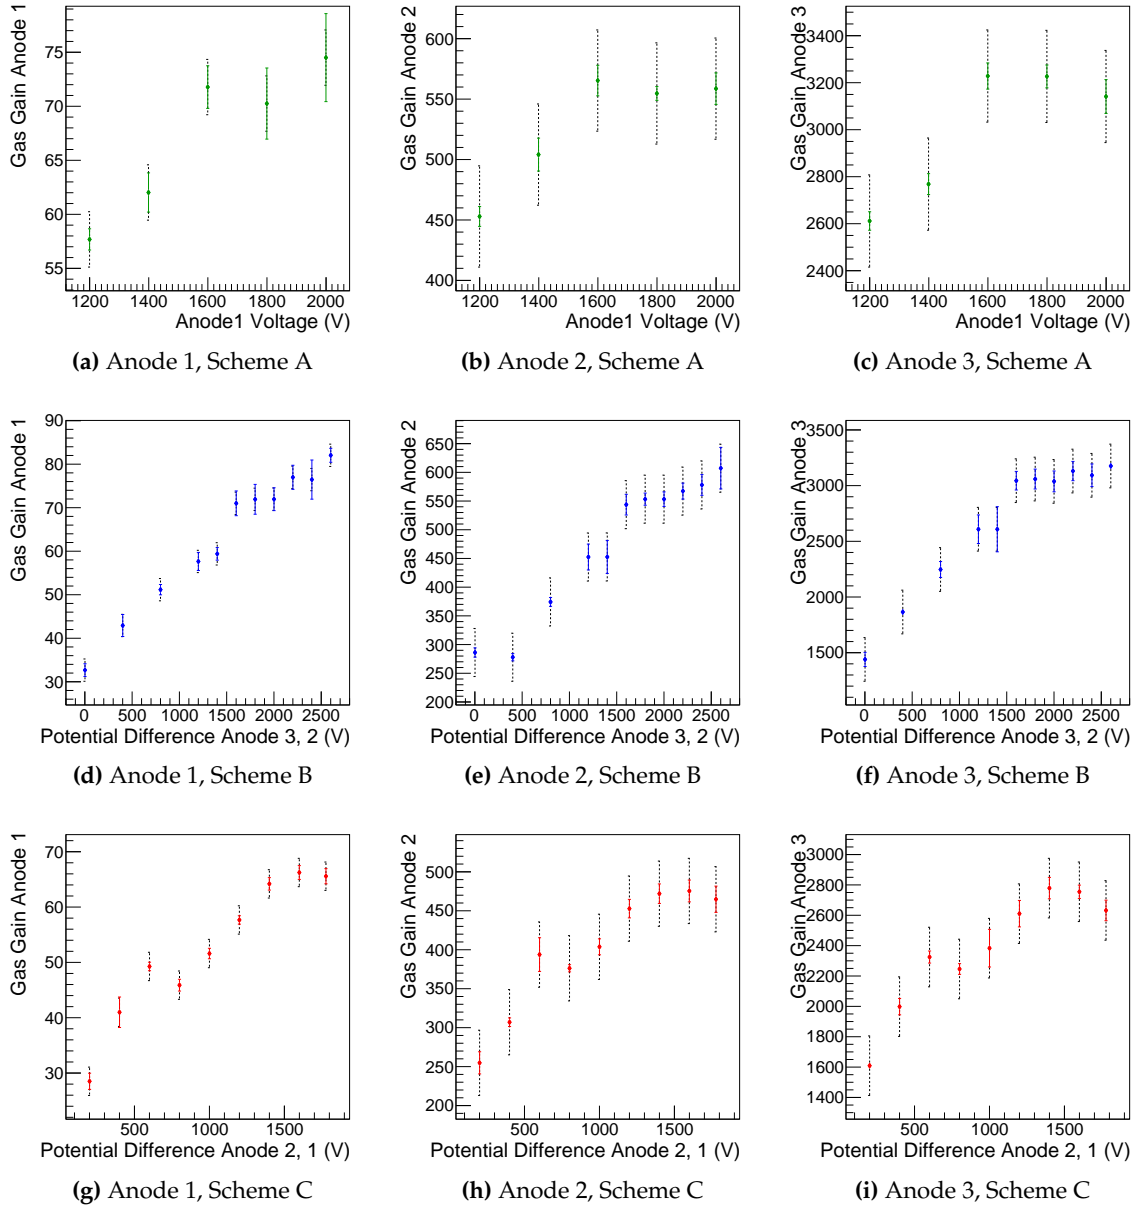 Gas Gain Anode 1
75
70
65
60
55
1200 1400 1600 1800 2000
Anode1 Voltage (V)
(a) Anode 1, Scheme A
Gas Gain Anode 2
600
550
500
450
400
1200 1400 1600 1800 2000
Anode1 Voltage (V)
(b) Anode 2, Scheme A
Gas Gain Anode 3
3400
3200
3000
2800
2600
2400
1200 1400 1600 1800 2000
Anode1 Voltage (V)
(c) Anode 3, Scheme A
Gas Gain Anode 1
90
80
70
60
50
40
30
0 500 1000 1500 2000 2500
Potential Difference Anode 3, 2 (V)
(d) Anode 1, Scheme B
Gas Gain Anode 2
650
600
550
500
450
400
350
300
250
200
0 500 1000 1500 2000 2500
Potential Difference Anode 3, 2 (V)
(e) Anode 2, Scheme B
Gas Gain Anode 3
3500
3000
2500
2000
1500
0 500 1000 1500 2000 2500
Potential Difference Anode 3, 2 (V)
(f) Anode 3, Scheme B
Gas Gain Anode 1
70
60
50
40
30
500 1000 1500
Potential Difference Anode 2, 1 (V)
(g) Anode 1, Scheme C
Gas Gain Anode 2
500
450
400
350
300
250
200
500 1000 1500
Potential Difference Anode 2, 1 (V)
(h) Anode 2, Scheme C
Gas Gain Anode 3
3000
2800
2600
2400
2200
2000
1800
1600
1400
500 1000 1500
Potential Difference Anode 2, 1 (V)
(i) Anode 3, Scheme C